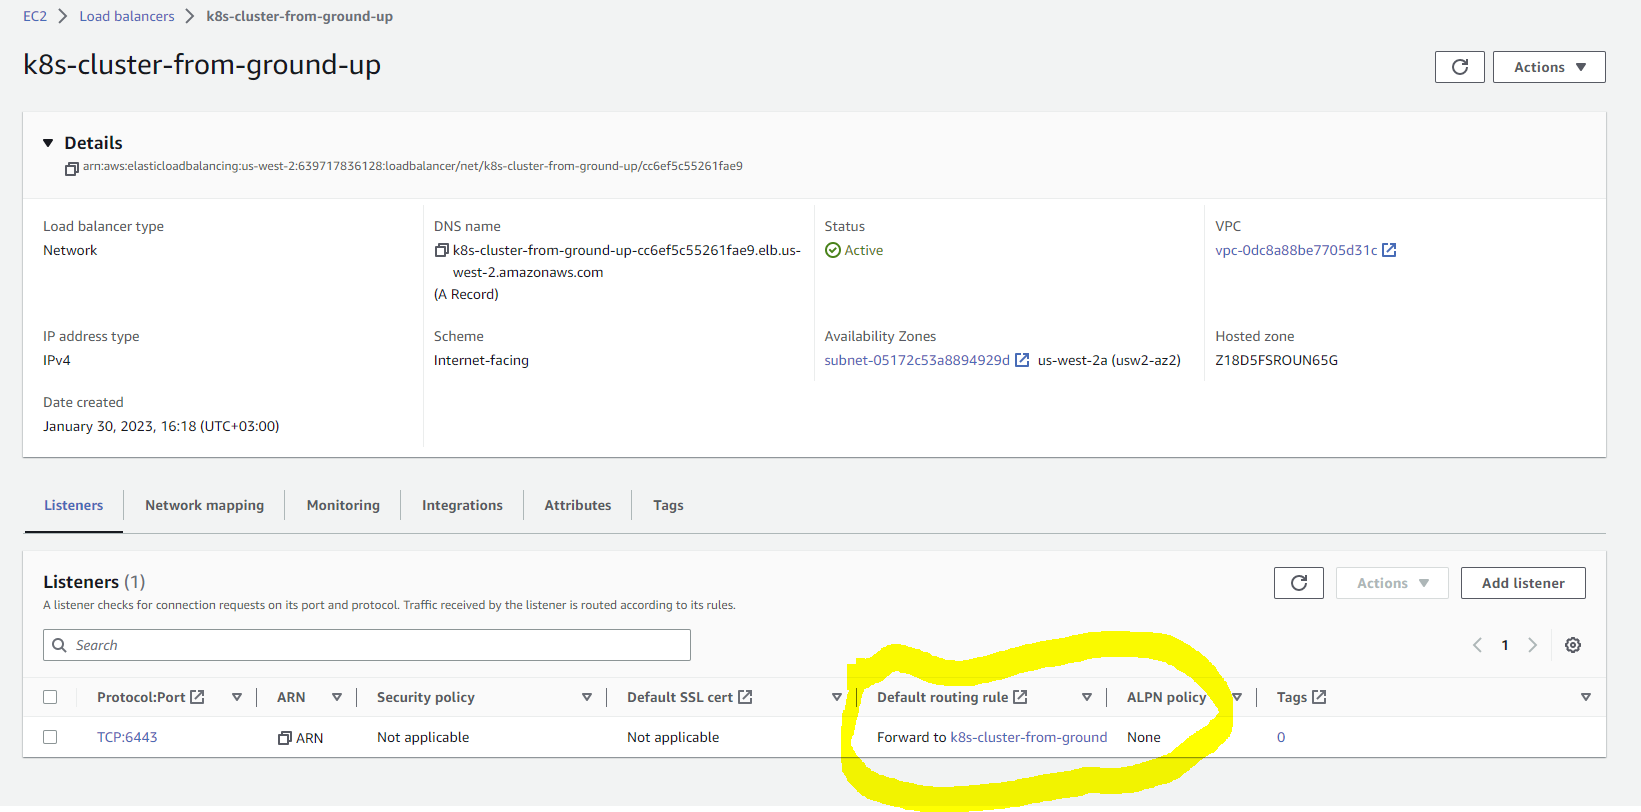 EC2 > Load balancers > k8s-cluster-from-ground-up
k8s-cluster-from-ground-up
Actions
Details
arn:aws:elasticloadbalancing:us-west-2:639717836128:loadbalancer/net/k8s-cluster-from-ground-up/cc6ef5c55261fae9
Load balancer type
Network
DNS name
k8s-cluster-from-ground-up-cc6ef5c55261fae9.elb.us-
west-2.amazonaws.com
(A Record)
Status
Active
VPC
vpc-0dc8a88be7705d31c
IP address type
IPv4
Scheme
Internet-facing
Availability Zones
subnet-05172c53a8894929d us-west-2a (usw2-az2)
Hosted zone
Z18D5FSROUN65G
Date created
January 30, 2023, 16:18 (UTC+03:00)
Listeners Network mapping Monitoring Integrations Attributes Tags
Listeners (1)
A listener checks for connection requests on its port and protocol. Traffic received by the listener is routed according to its rules.
Actions Add listener
Search
1
Protocol:Port ARN Security policy Default SSL cert Default routing rule ALPN policy Tags
TCP:6443 ARN Not applicable Not applicable Forward to k8s-cluster-from-ground None 0